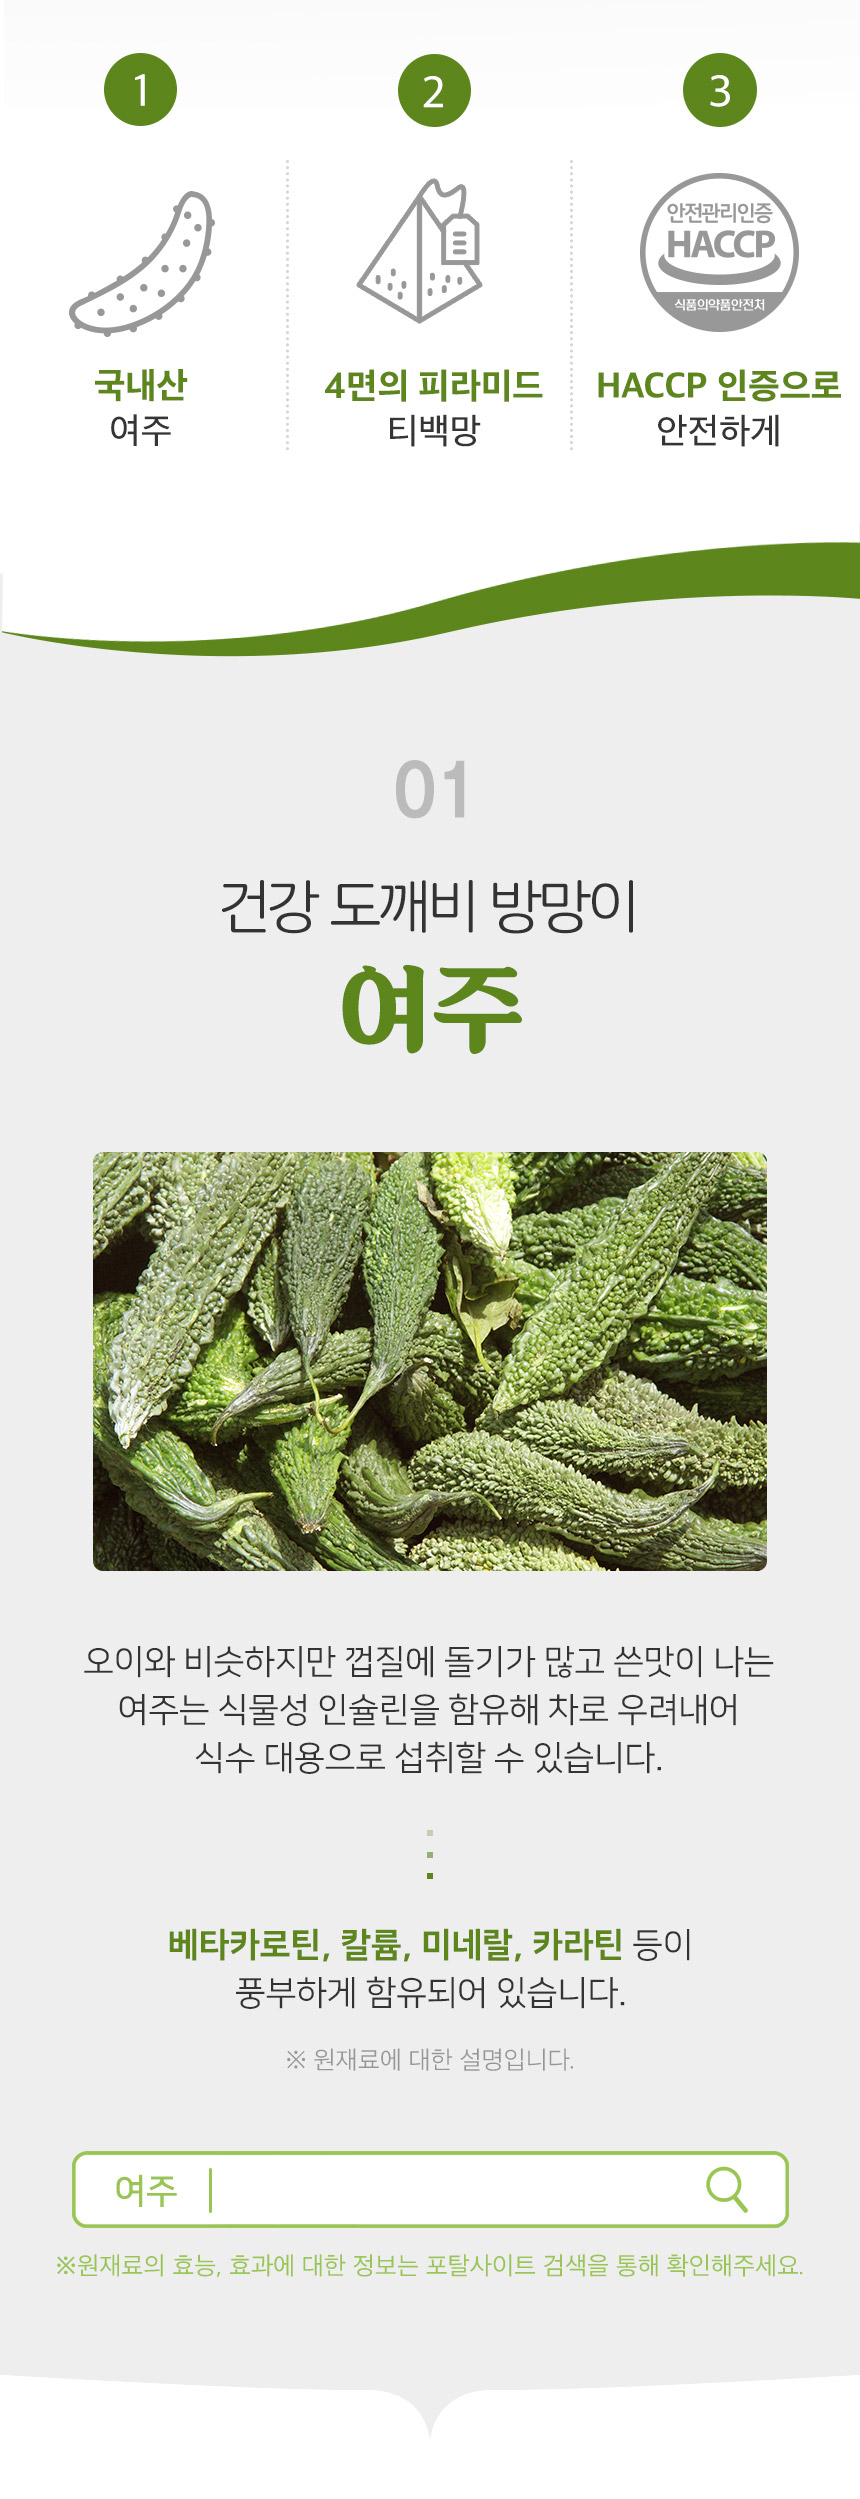 1
2
3
안전관리인증
HACCP
식품의약품안전처
국내산
여주
4면의 피라미드
티백망
HACCP 인증으로
안전하게
01
건강 도깨비 방망이
여주
오이와 비슷하지만 껍질에 돌기가 많고 쓴맛이 나는
여주는 식물성 인슐린을 함유해 차로 우려내어
식수 대용으로 섭취할 수 있습니다.
베타카로틴, 칼륨, 미네랄, 카라틴 등이
풍부하게 함유되어 있습니다.
※ 원재료에 대한 설명입니다.
여주
※원재료의 효능, 효과에 대한 정보는 포탈사이트 검색을 통해 확인해주세요.